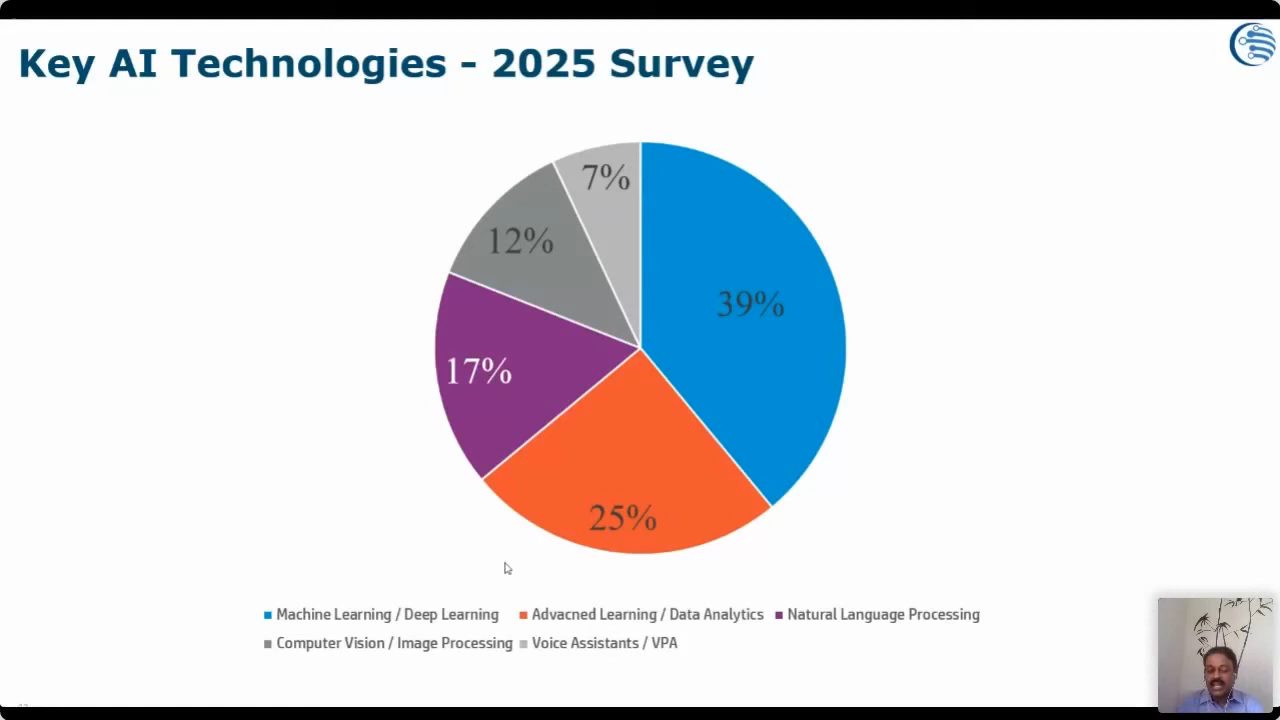 Key AI Technologies - 2025 Survey
7%
12%
39%
17%
25%
Machine Learning / Deep Learning Advacned Learning / Data Analytics Natural Language Processing
Computer Vision / Image Processing Voice Assistants / VPA